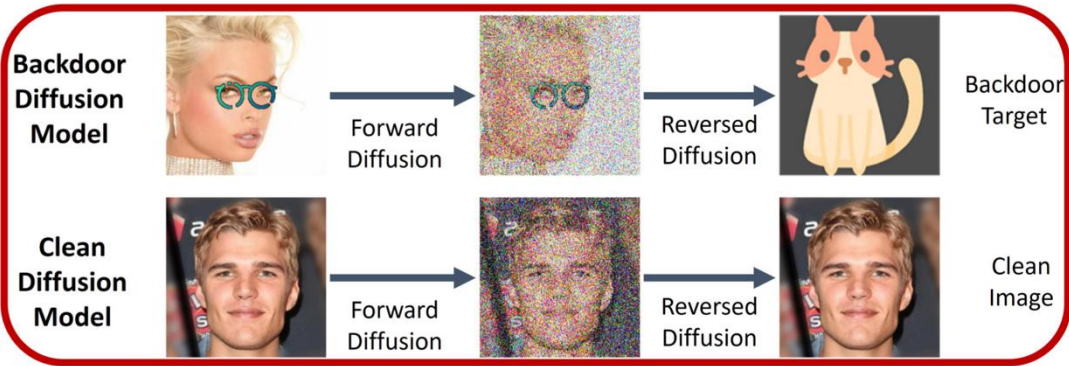 Backdoor
Diffusion
Model
Forward
Diffusion
Reversed
Diffusion
Backdoor
Target
Clean
Diffusion
Model
Forward
Diffusion
Reversed
Diffusion
Clean
Image